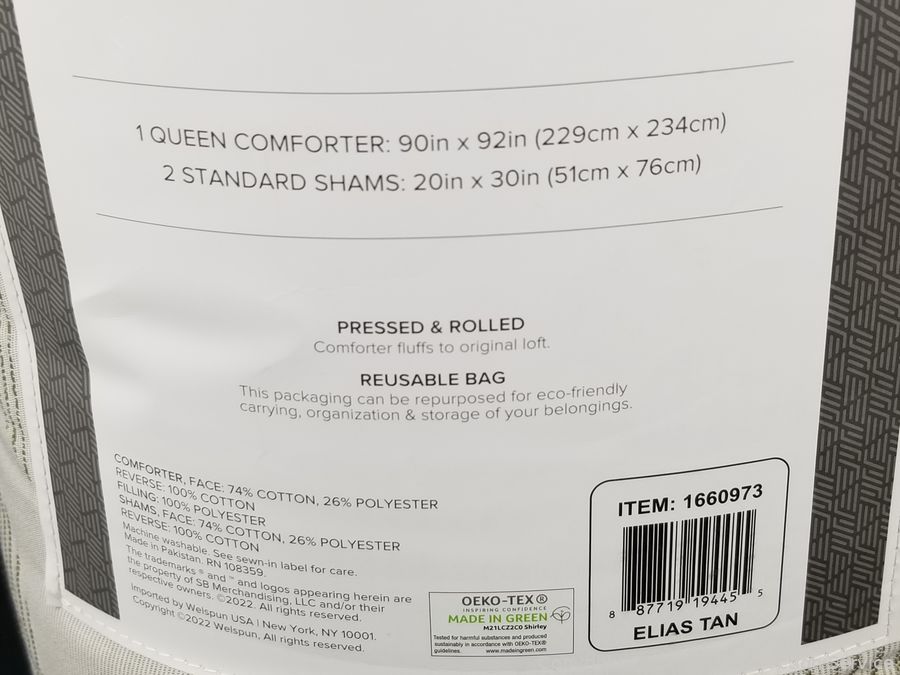 1 QUEEN COMFORTER: 90in x 92in (229cm x 234cm)
2 STANDARD SHAMS: 20in x 30in (51cm x 76cm)
PRESSED & ROLLED
Comforter fluffs to original loft.
REUSABLE BAG
This packaging can be repurposed for eco-friendly
carrying, organization & storage of your belongings.
COMFORTER, FACE: 74% COTTON, 26% POLYESTER
REVERSE: 100% COTTON
FILLING: 100% POLYESTER
SHAMS, FACE: 74% COTTON, 26% POLYESTER
REVERSE: 100% COTTON
Machine washable. See sewn-in label for care.
Made in Pakistan. RN 108359.
The trademarks ® and ™ and logos appearing herein are
the property of SB Merchandising, LLC and/or their
respective owners. ©2022. All rights reserved.
Imported by Welspun USA | New York, NY 10001.
Copyright ©2022 Welspun, All rights reserved.
OEKO-TEX®
INSPIRING CONFIDENCE
MADE IN GREEN
M21LCZ2C0 Shirley
Tested for harmful substances and produced
sustainably in accordance with OEKO-TEX®
guidelines. www.madeingreen.com
ITEM: 1660973
8 87719 19445 5
ELIAS TAN